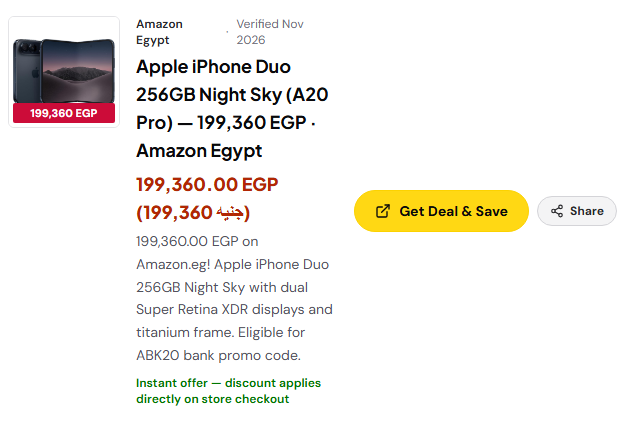 199,360 EGP
Amazon
Egypt
·
Verified Nov
2026
Apple iPhone Duo
256GB Night Sky (A20
Pro) — 199,360 EGP ·
Amazon Egypt
199,360.00 EGP
(199,360 جنيه)
199,360.00 EGP on
Amazon.eg! Apple iPhone Duo
256GB Night Sky with dual
Super Retina XDR displays and
titanium frame. Eligible for
ABK20 bank promo code.
Instant offer — discount applies
directly on store checkout
Get Deal & Save
Share